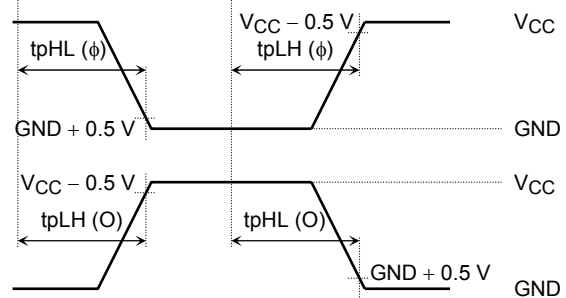 VCC − 0.5 V
VCC
tpHL (ϕ)
tpLH (ϕ)
GND + 0.5 V
GND
VCC − 0.5 V
VCC
tpLH (O)
tpHL (O)
GND + 0.5 V
GND